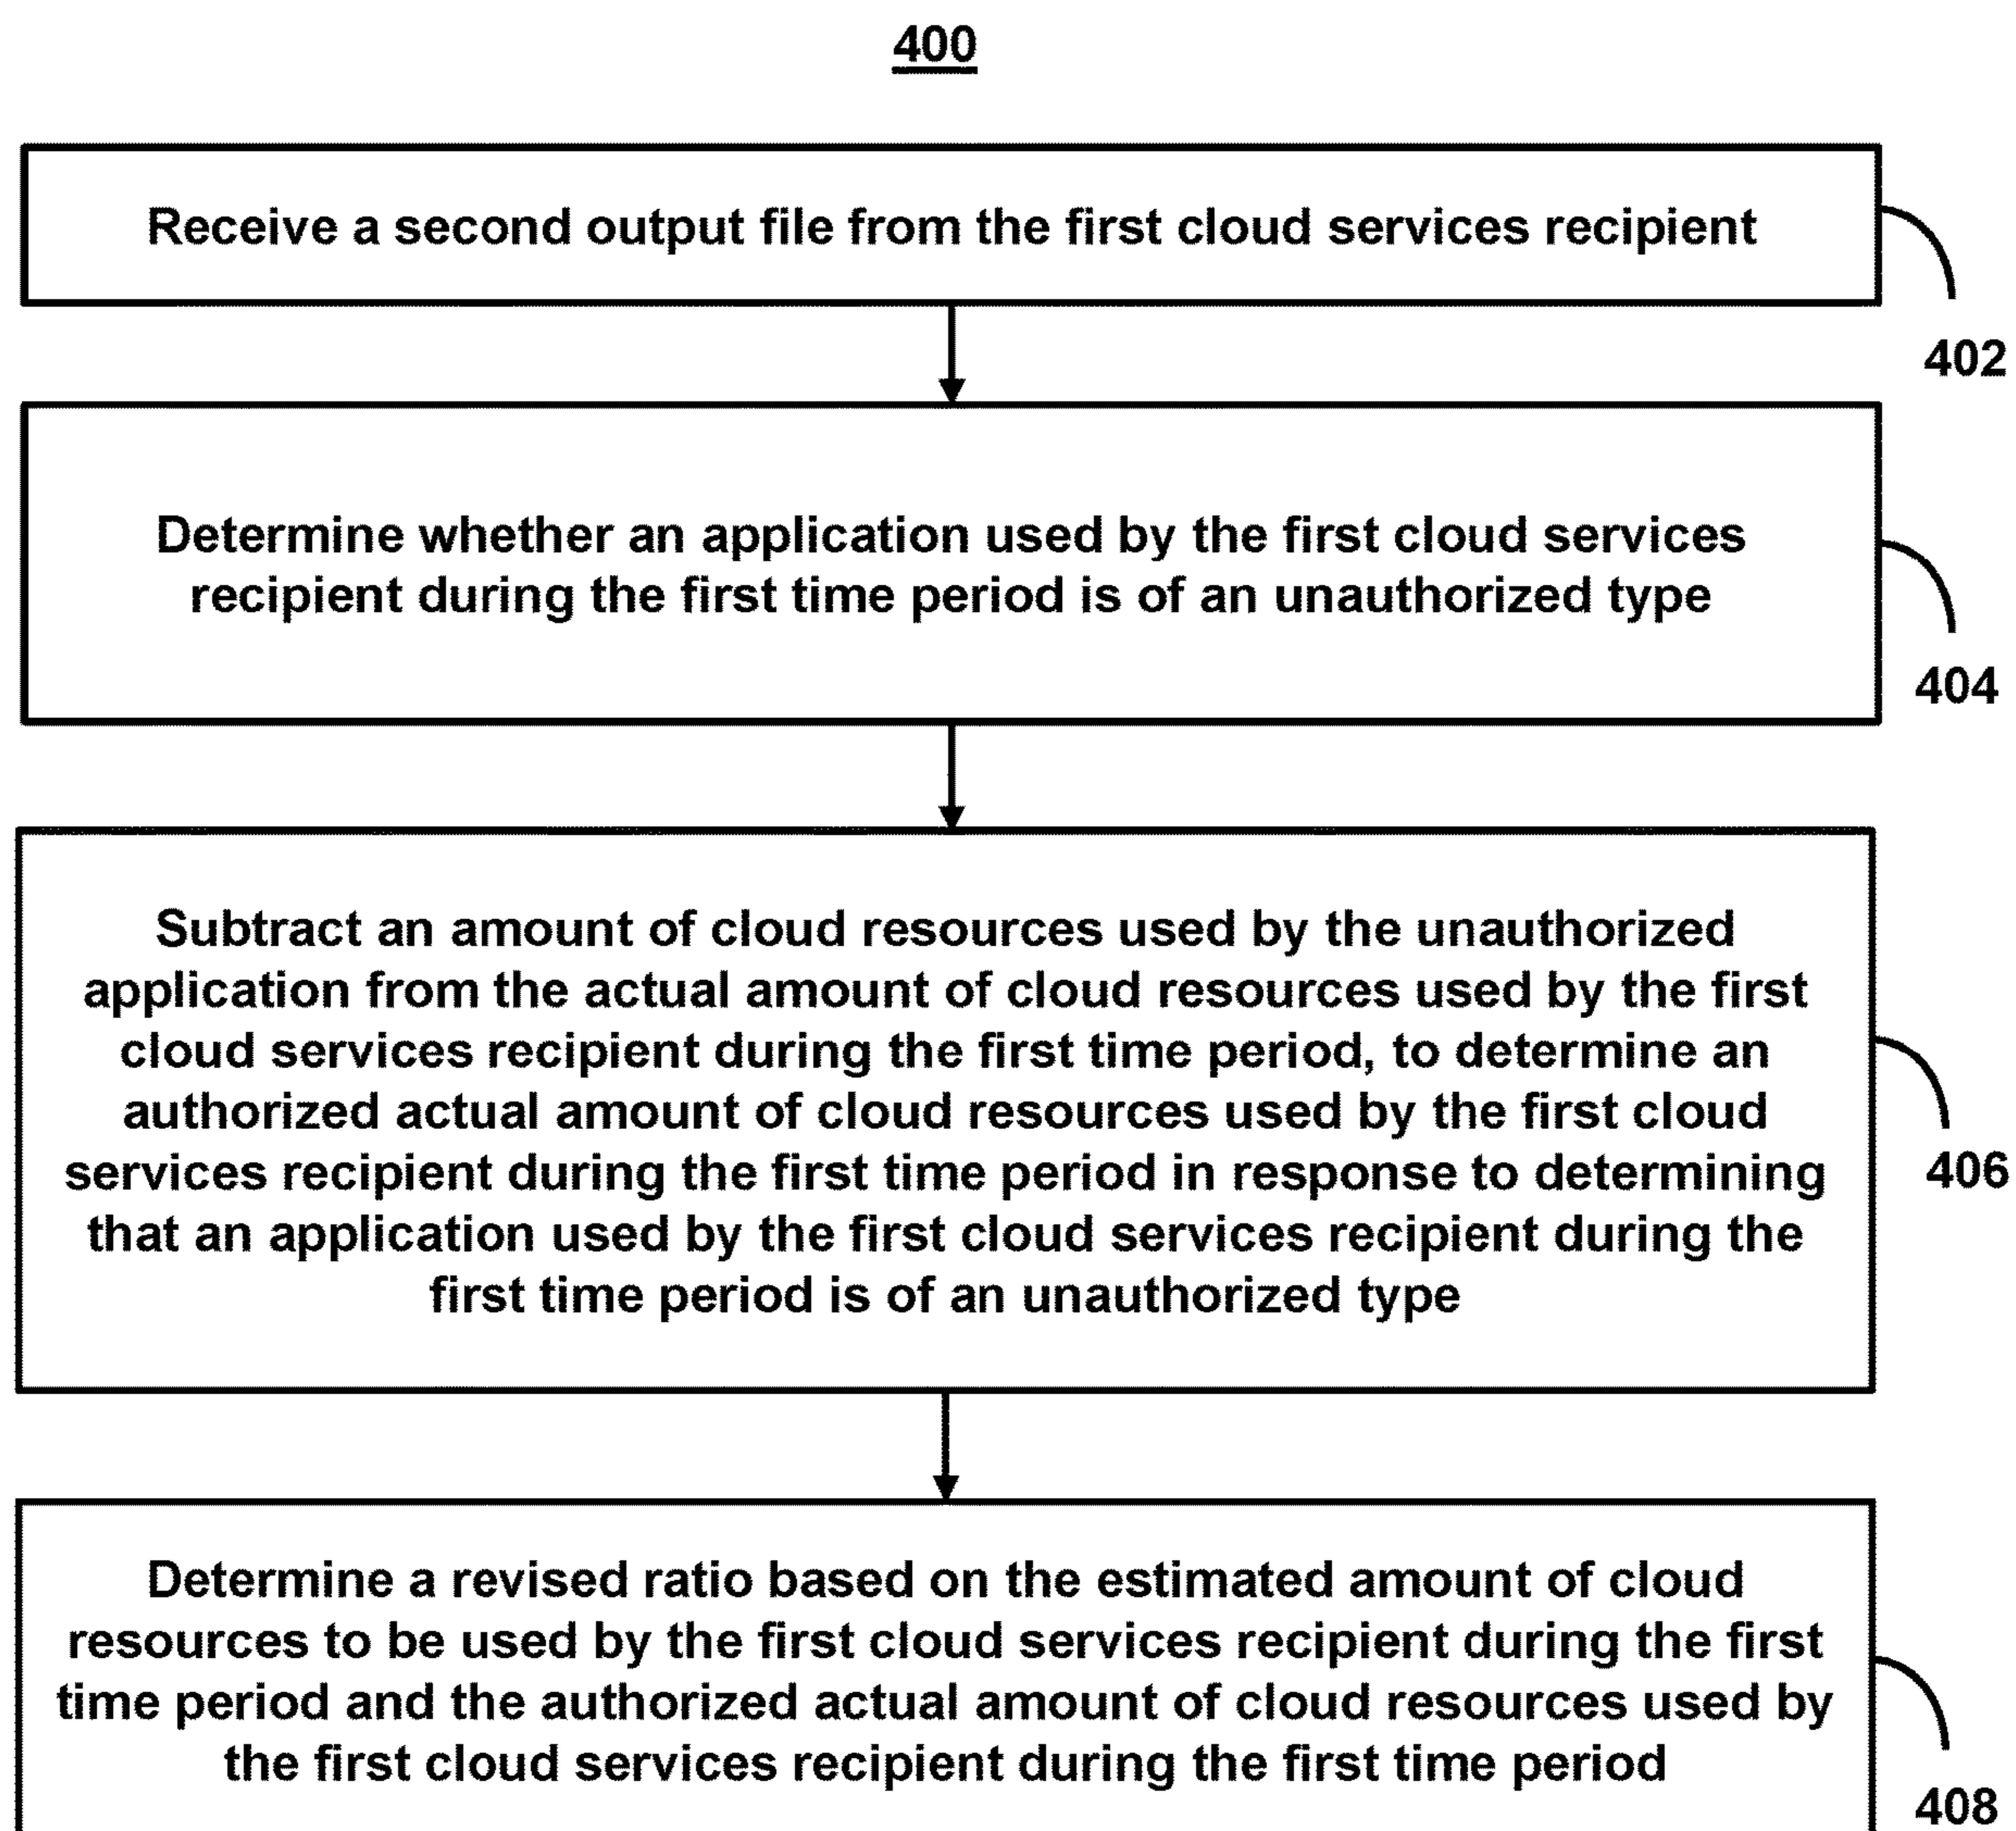 400
Receive a second output file from the first cloud services recipient
402
Determine whether an application used by the first cloud services
recipient during the first time period is of an unauthorized type
404
Subtract an amount of cloud resources used by the unauthorized
application from the actual amount of cloud resources used by the first
cloud services recipient during the first time period, to determine an
authorized actual amount of cloud resources used by the first cloud
services recipient during the first time period in response to determining
that an application used by the first cloud services recipient during the
first time period is of an unauthorized type
406
Determine a revised ratio based on the estimated amount of cloud
resources to be used by the first cloud services recipient during the first
time period and the authorized actual amount of cloud resources used by
the first cloud services recipient during the first time period
408